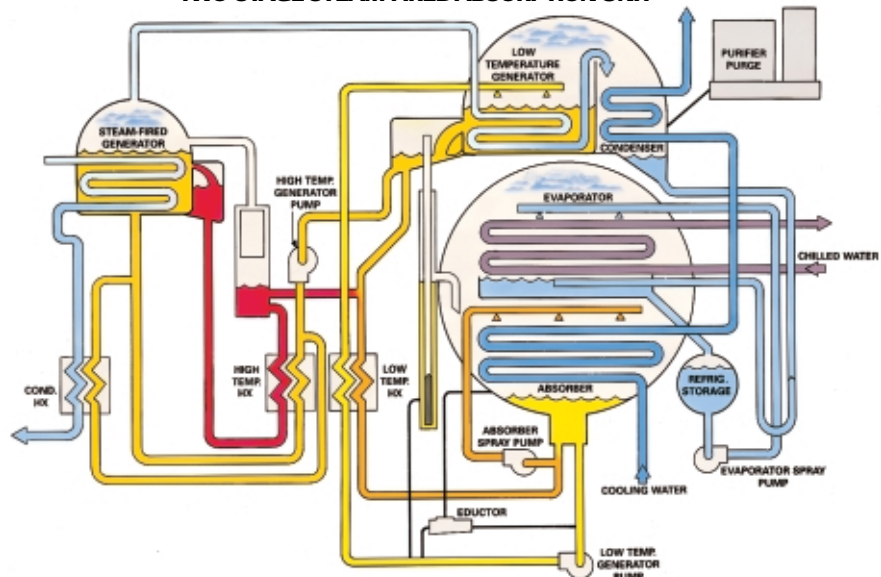 LOW
TEMPERATURE
GENERATOR
PURIFIER
PURGE
STEAM-FIRED
GENERATOR
CONDENSER
HIGH TEMP.
GENERATOR
PUMP
EVAPORATOR
CHILLED WATER
COND.
HX
HIGH
TEMP.
HX
LOW
TEMP.
HX
REFRIG.
STORAGE
ABSORBER
ABSORBER
SPRAY PUMP
EVAPORATOR SPRAY
PUMP
COOLING WATER
EDUCTOR
LOW TEMP.
GENERATOR
PUMP